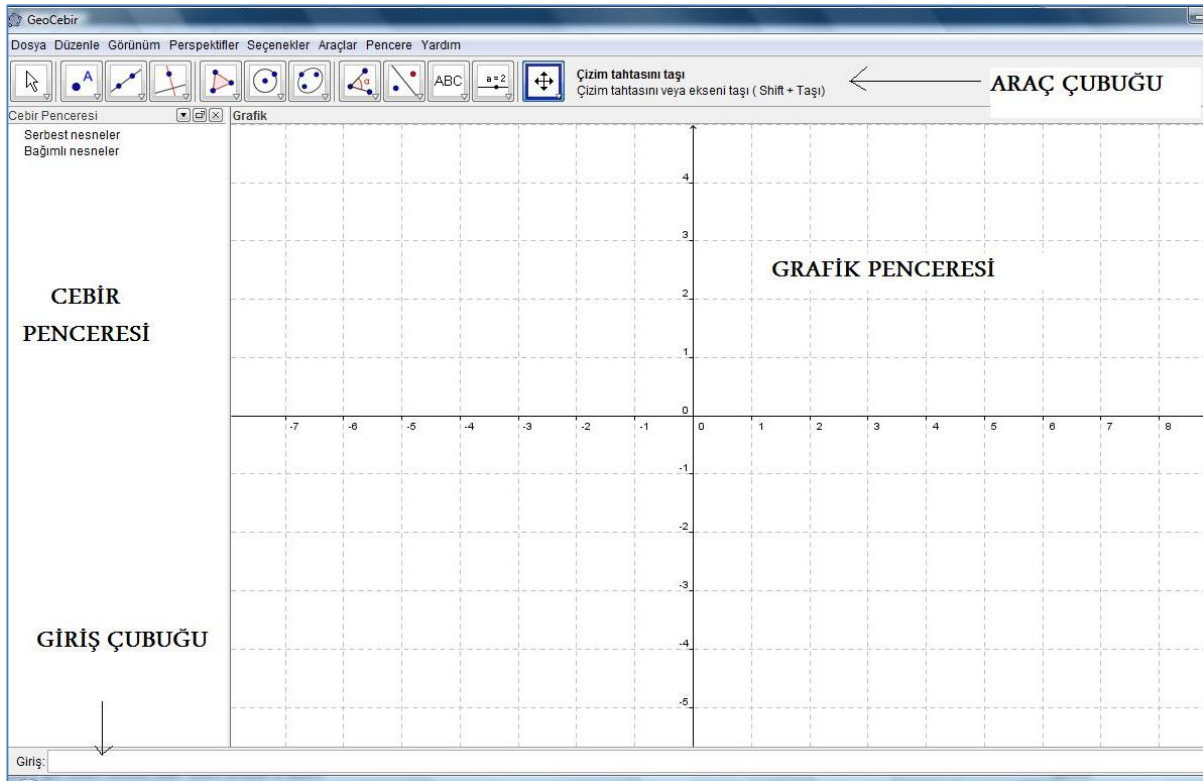 GeoCebir
Dosya Düzenle Görünüm Perspektifler Seçenekler Araçlar Pencere Yardım
A
α
ABC
a = 2
Çizim tahtasını taşı
Çizim tahtasını veya ekseni taşı ( Shift + Taşı)
ARAÇ ÇUBUĞU
Cebir Penceresi
Grafik
Serbest nesneler
Bağımlı nesneler
4
3
GRAFİK PENCERESİ
2
CEBİR
PENCERESİ
1
0
-7 -6 -5 -4 -3 -2 -1 0 1 2 3 4 5 6 7 8
-1
-2
-3
GİRİŞ ÇUBUĞU
-4
-5
Giriş: